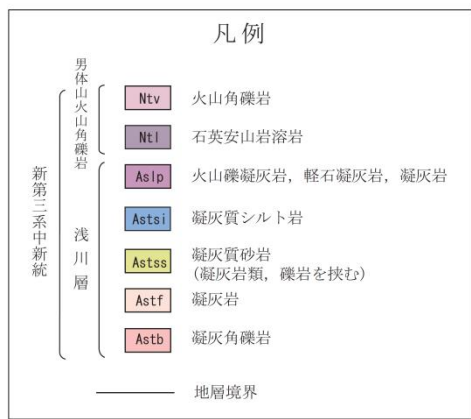 凡例
新第三系中新統
男体山火山角礫岩
Ntv 火山角礫岩
Ntl 石英安山岩溶岩
浅川層
Aslp 火山礫凝灰岩，軽石凝灰岩，凝灰岩
Astsi 凝灰質シルト岩
Astss 凝灰質砂岩
(凝灰岩類，礫岩を挟む)
Astf 凝灰岩
Astb 凝灰角礫岩
地層境界